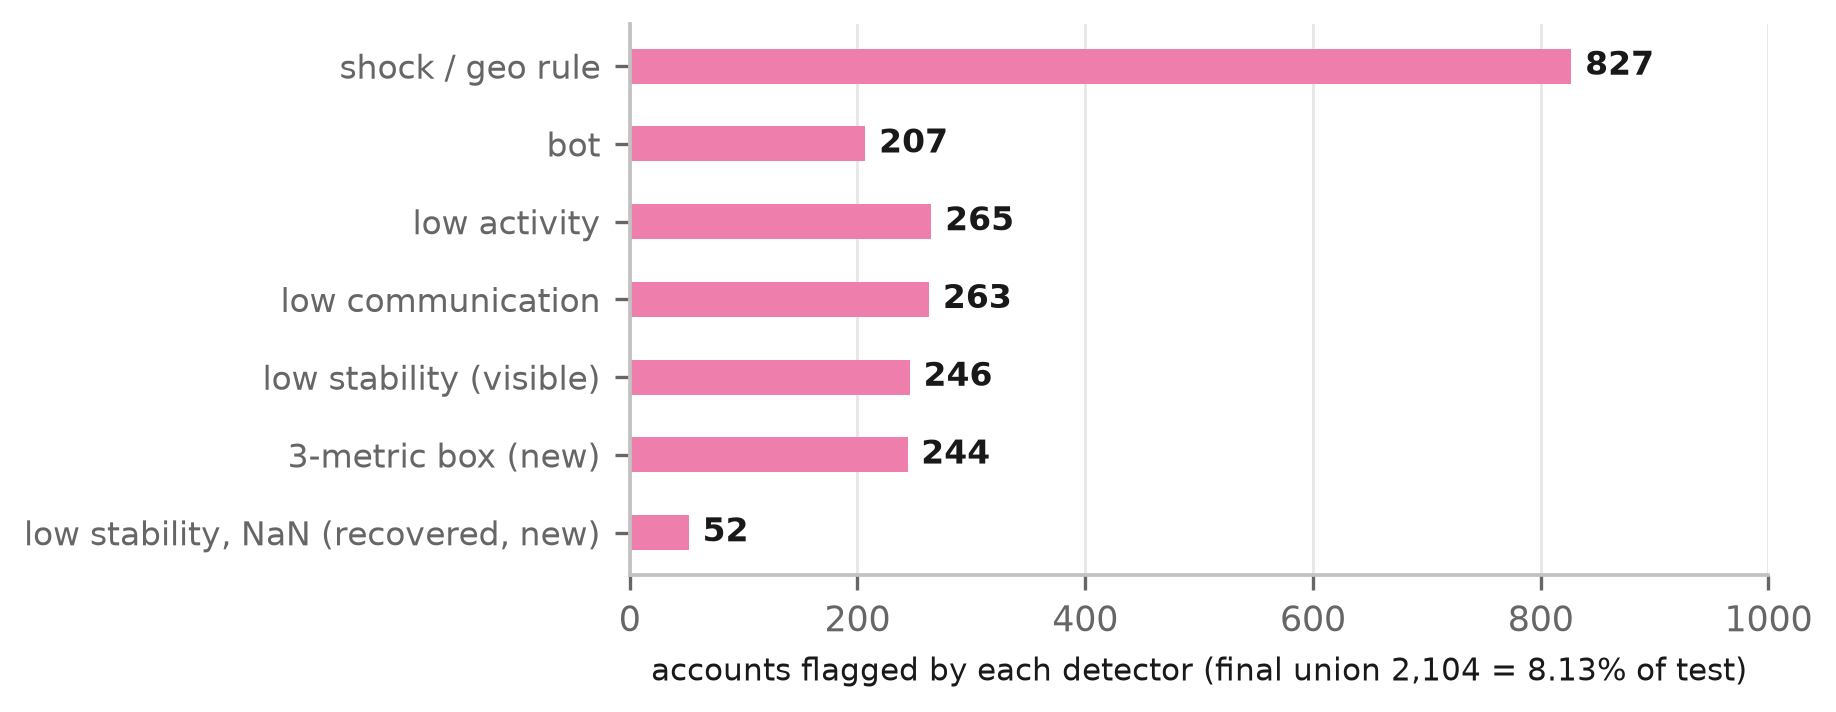 shock / geo rule 827
bot 207
low activity 265
low communication 263
low stability (visible) 246
3-metric box (new) 244
low stability, NaN (recovered, new) 52
0 200 400 600 800 1000
accounts flagged by each detector (final union 2,104 = 8.13% of test)